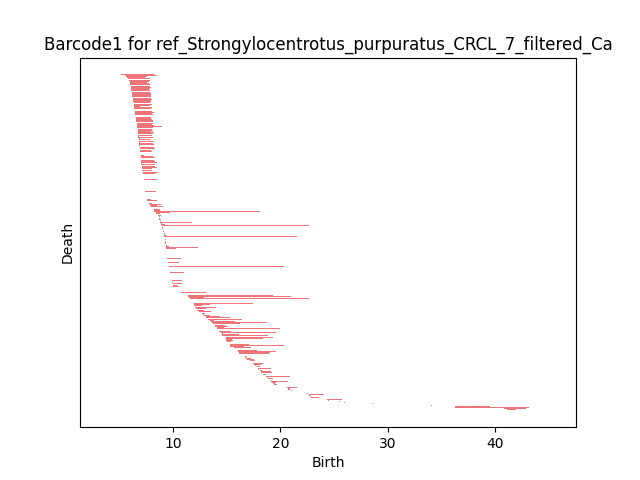 Barcode1 for ref_Strongylocentrotus_purpuratus_CRCL_7_filtered_Ca
Death
10 20 30 40
Birth